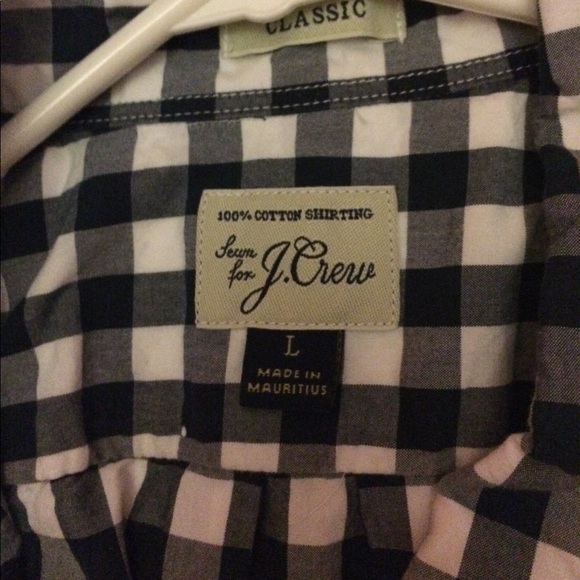 CLASSIC
100% COTTON SHIRTING
Sewn
for J.Crew
L
MADE IN
MAURITIUS